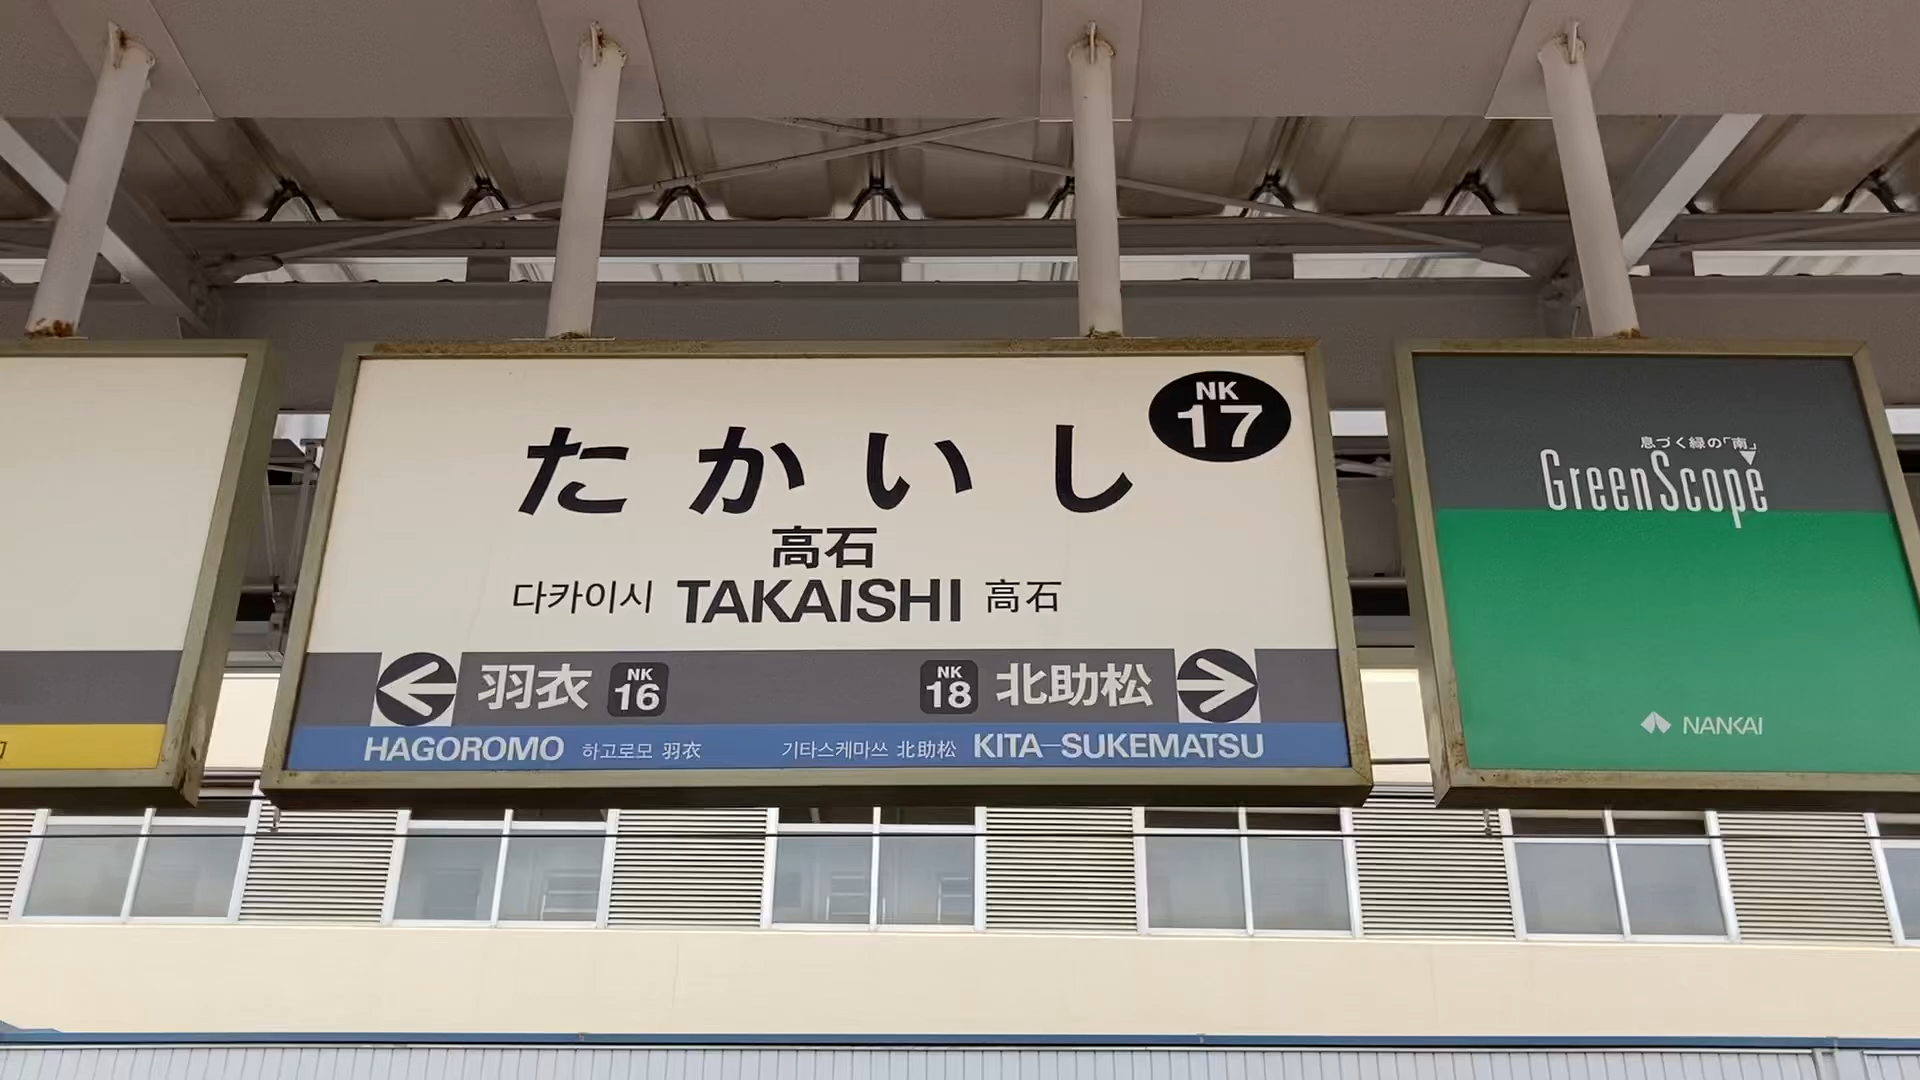 たかいし
NK
17
高石
다카이시 TAKAISHI 高石
羽衣 NK 16
NK 18 北助松
HAGOROMO 하고로모 羽衣
기타스케마쓰 北助松 KITA-SUKEMATSU
息づく緑の「南」
GreenScope
NANKAI